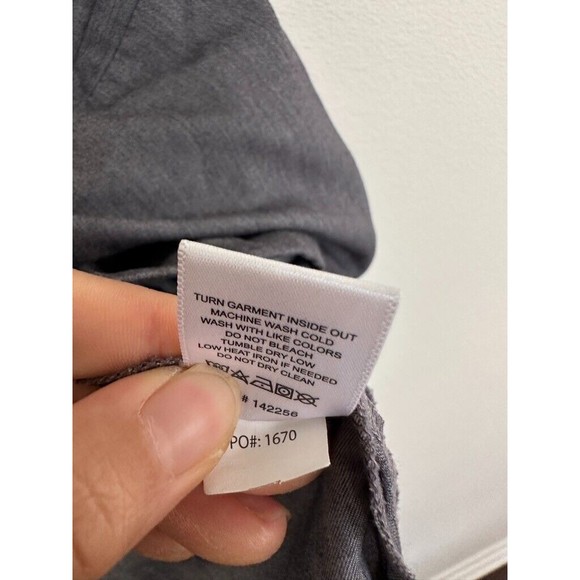 TURN GARMENT INSIDE OUT
MACHINE WASH COLD
WASH WITH LIKE COLORS
DO NOT BLEACH
TUMBLE DRY LOW
LOW HEAT IRON IF NEEDED
DO NOT DRY CLEAN
# 142256
PO#: 1670